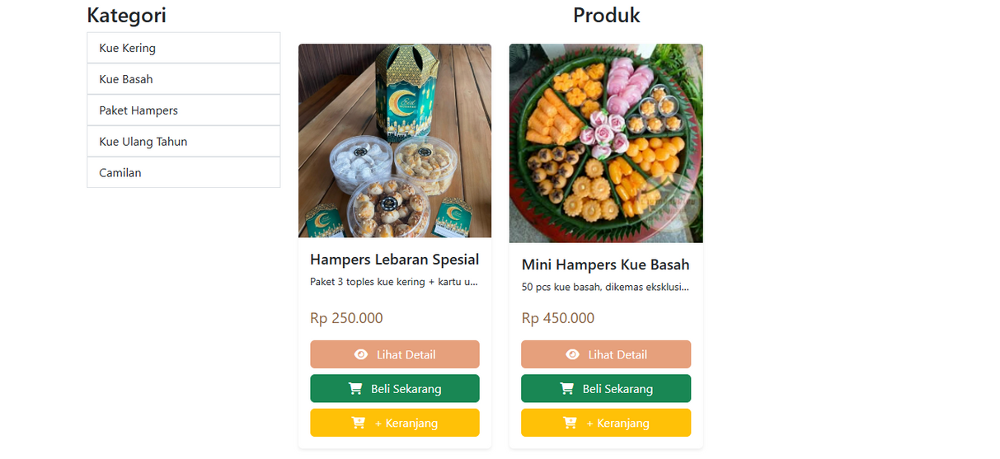 Kategori
Kue Kering
Kue Basah
Paket Hampers
Kue Ulang Tahun
Camilan
Produk
Eid
Hampers Lebaran Spesial
Paket 3 toples kue kering + kartu u...
Rp 250.000
Lihat Detail
Beli Sekarang
+ Keranjang
Mini Hampers Kue Basah
50 pcs kue basah, dikemas eksklusi...
Rp 450.000
Lihat Detail
Beli Sekarang
+ Keranjang